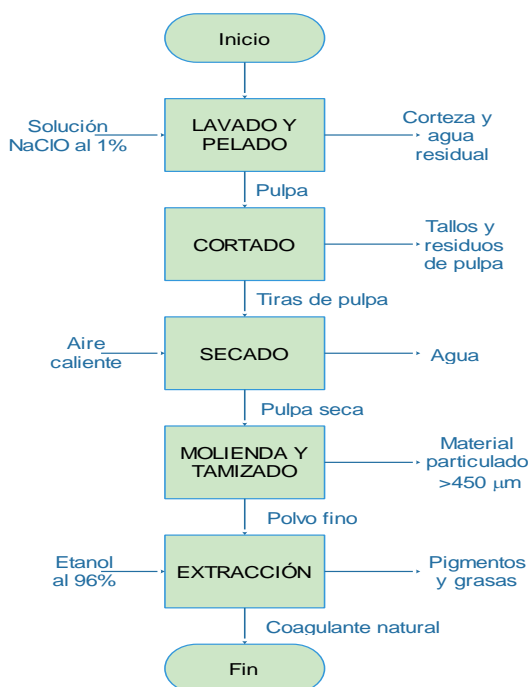 Inicio
Solución
NaClO al 1%
LAVADO Y
PELADO
Corteza y
agua
residual
Pulpa
CORTADO
Tallos y
residuos
de pulpa
Tiras de pulpa
Aire
caliente
SECADO
Agua
Pulpa seca
MOLIENDA Y
TAMIZADO
Material
particulado
>450 μm
Polvo fino
Etanol
al 96%
EXTRACCIÓN
Pigmentos
y grasas
Coagulante natural
Fin